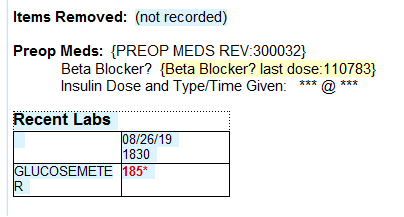 Items Removed: (not recorded)
Preop Meds: {PREOP MEDS REV:300032}
Beta Blocker? {Beta Blocker? last dose:110783}
Insulin Dose and Type/Time Given: *** @ ***
Recent Labs
08/26/19
1830
GLUCOSEMETE 185*
R